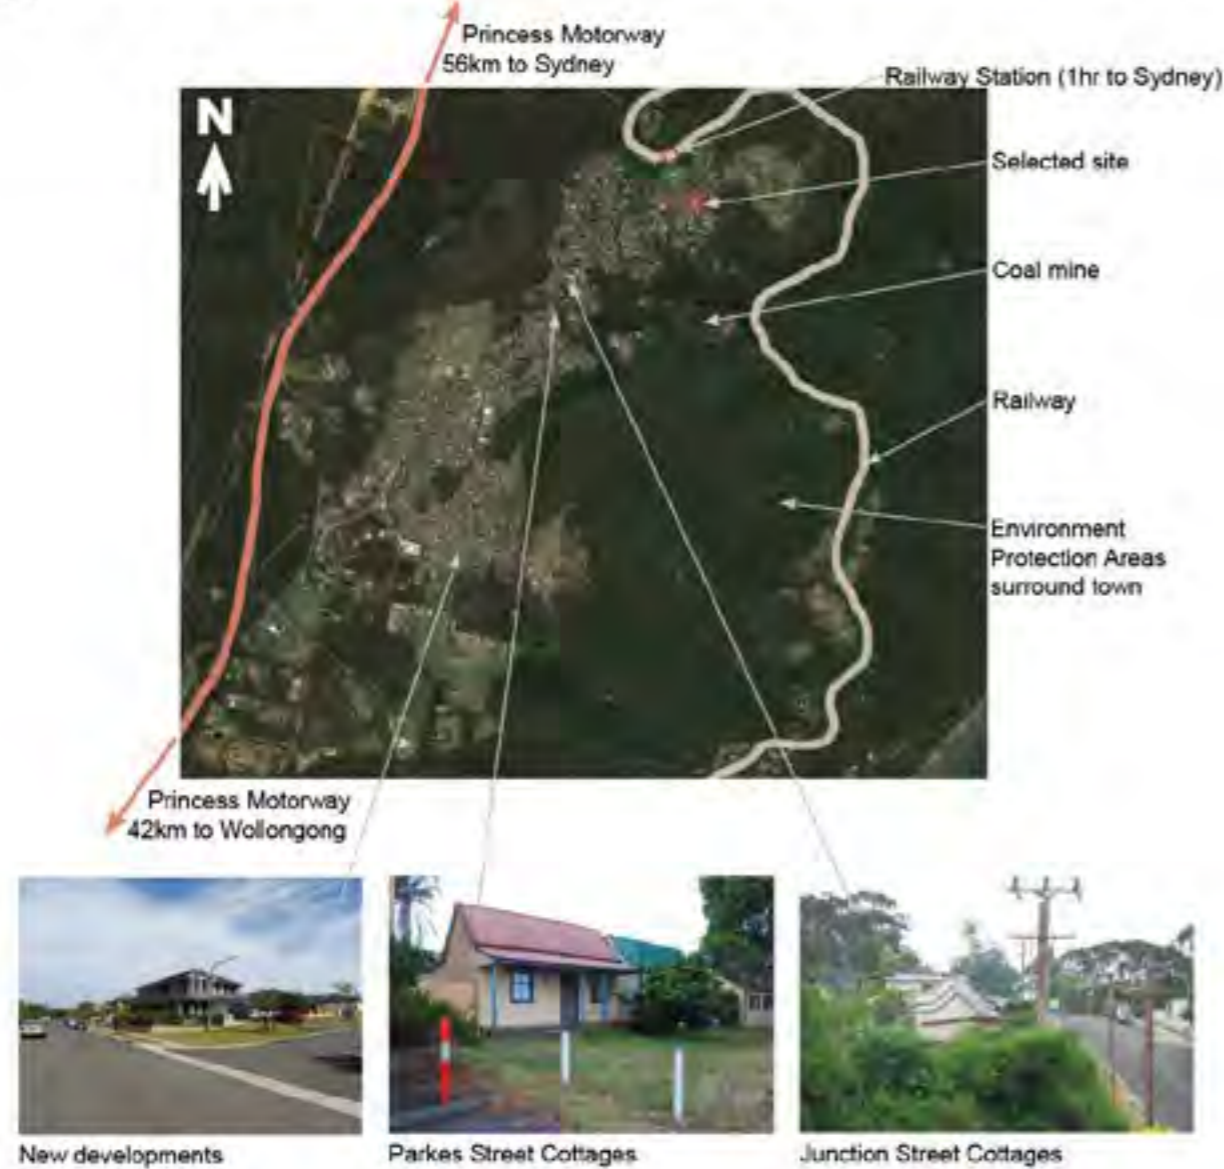 Princess Motorway
56km to Sydney
Railway Station (1hr to Sydney)
N
Selected site
Coal mine
Railway
Environment
Protection Areas
surround town
Princess Motorway
42km to Wollongong
New developments
Parkes Street Cottages
Junction Street Cottages